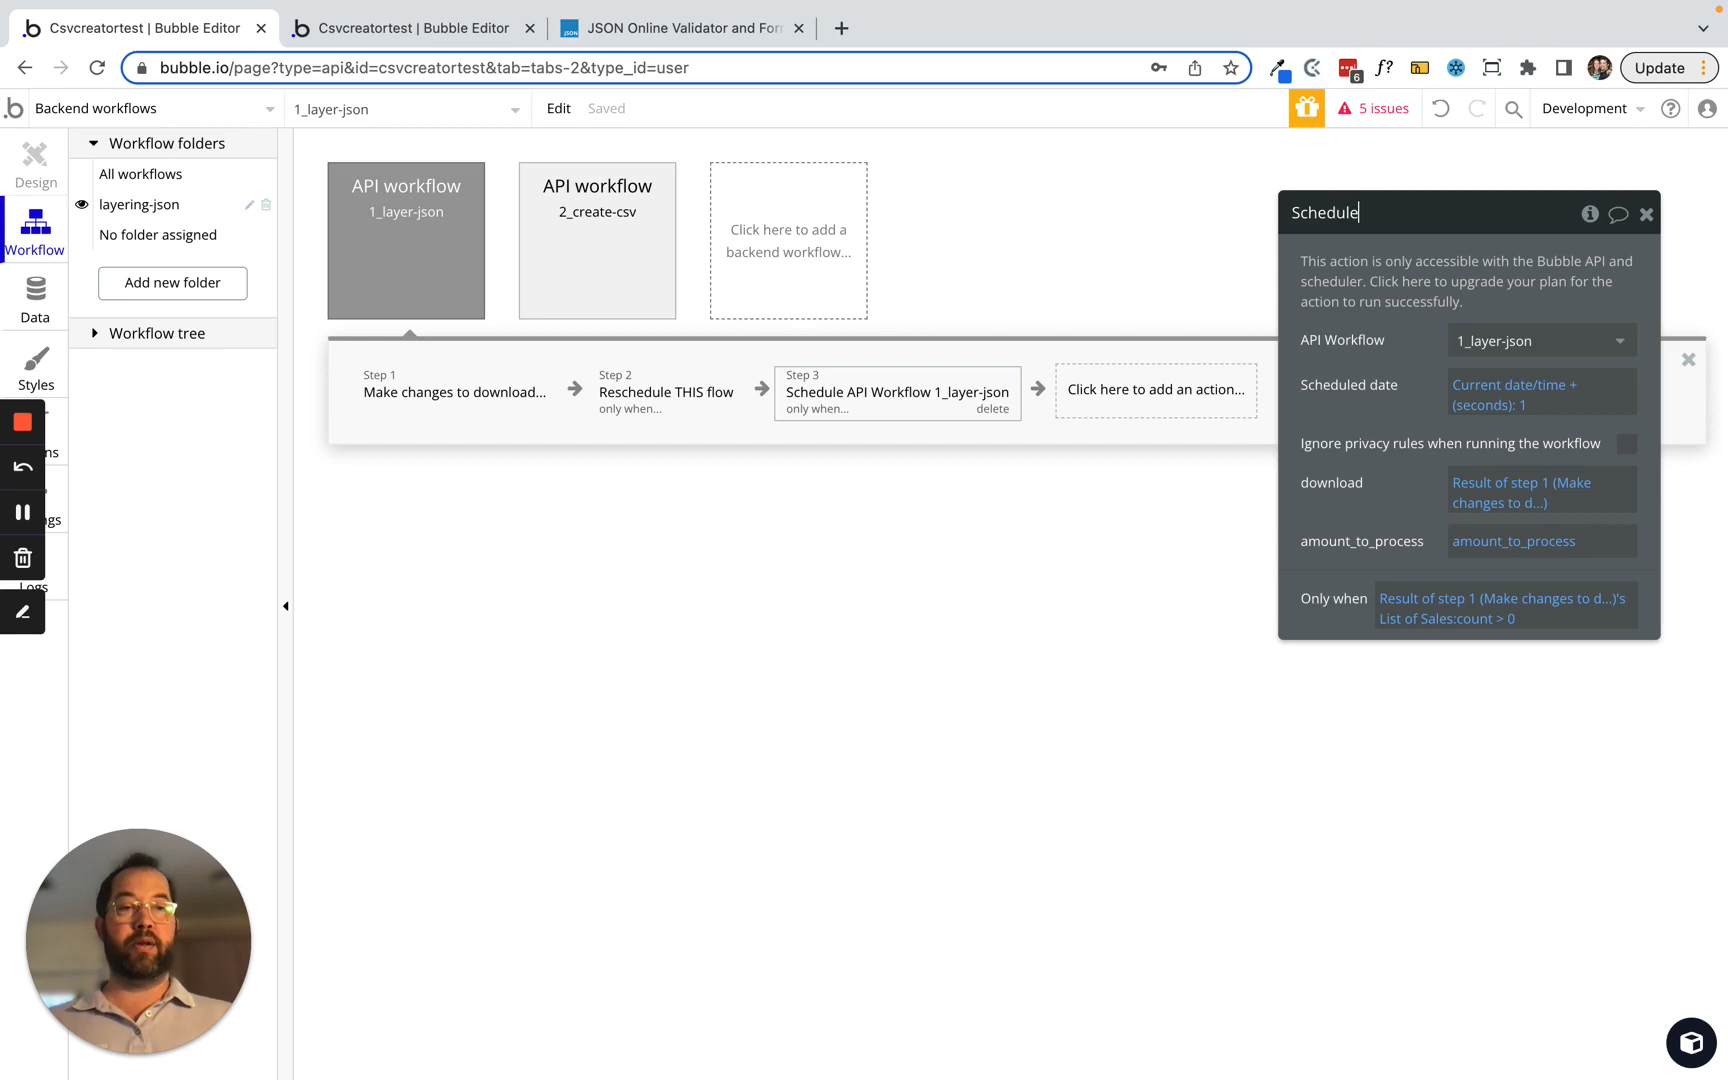 Csvcreatortest | Bubble Editor
Csvcreatortest | Bubble Editor
JSON
JSON Online Validator and For
bubble.io/page?type=api&id=csvcreatortest&tab=tabs-2&type_id=user
6
f?
Update
Backend workflows
1_layer-json
Edit
Saved
5 issues
Development
Workflow folders
All workflows
layering-json
No folder assigned
Add new folder
Workflow tree
Design
Workflow
Data
Styles
ns
gs
Logs
API workflow
1_layer-json
API workflow
2_create-csv
Click here to add a
backend workflow...
Step 1
Make changes to download...
Step 2
Reschedule THIS flow
only when...
Step 3
Schedule API Workflow 1_layer-json
only when...
delete
Click here to add an action...
Schedule
This action is only accessible with the Bubble API and
scheduler. Click here to upgrade your plan for the
action to run successfully.
API Workflow
1_layer-json
Scheduled date
Current date/time +
(seconds): 1
Ignore privacy rules when running the workflow
download
Result of step 1 (Make
changes to d...)
amount_to_process
amount_to_process
Only when
Result of step 1 (Make changes to d...)'s
List of Sales:count > 0